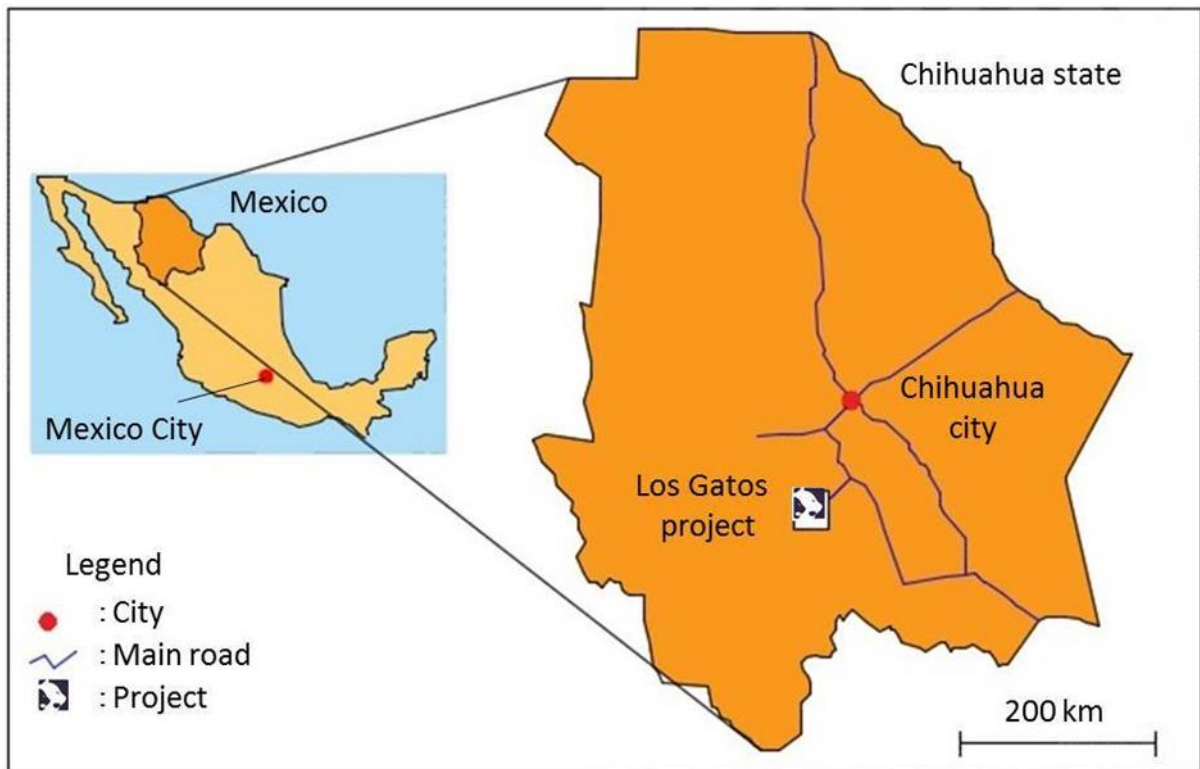 Chihuahua state
Mexico
Mexico City
Chihuahua
city
Los Gatos
project
Legend
: City
: Main road
: Project
200 km